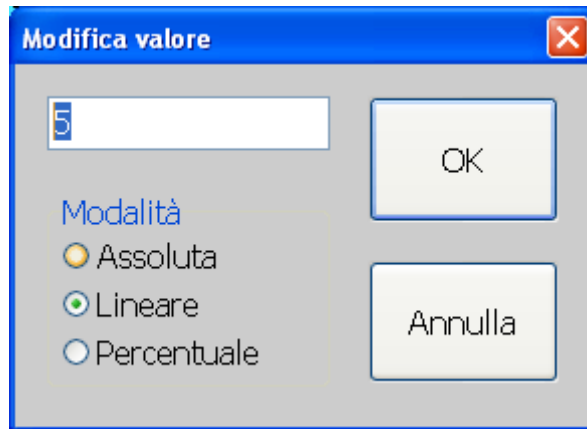 Modifica valore
5
OK
Modalità
Assoluta
Lineare
Percentuale
Annulla